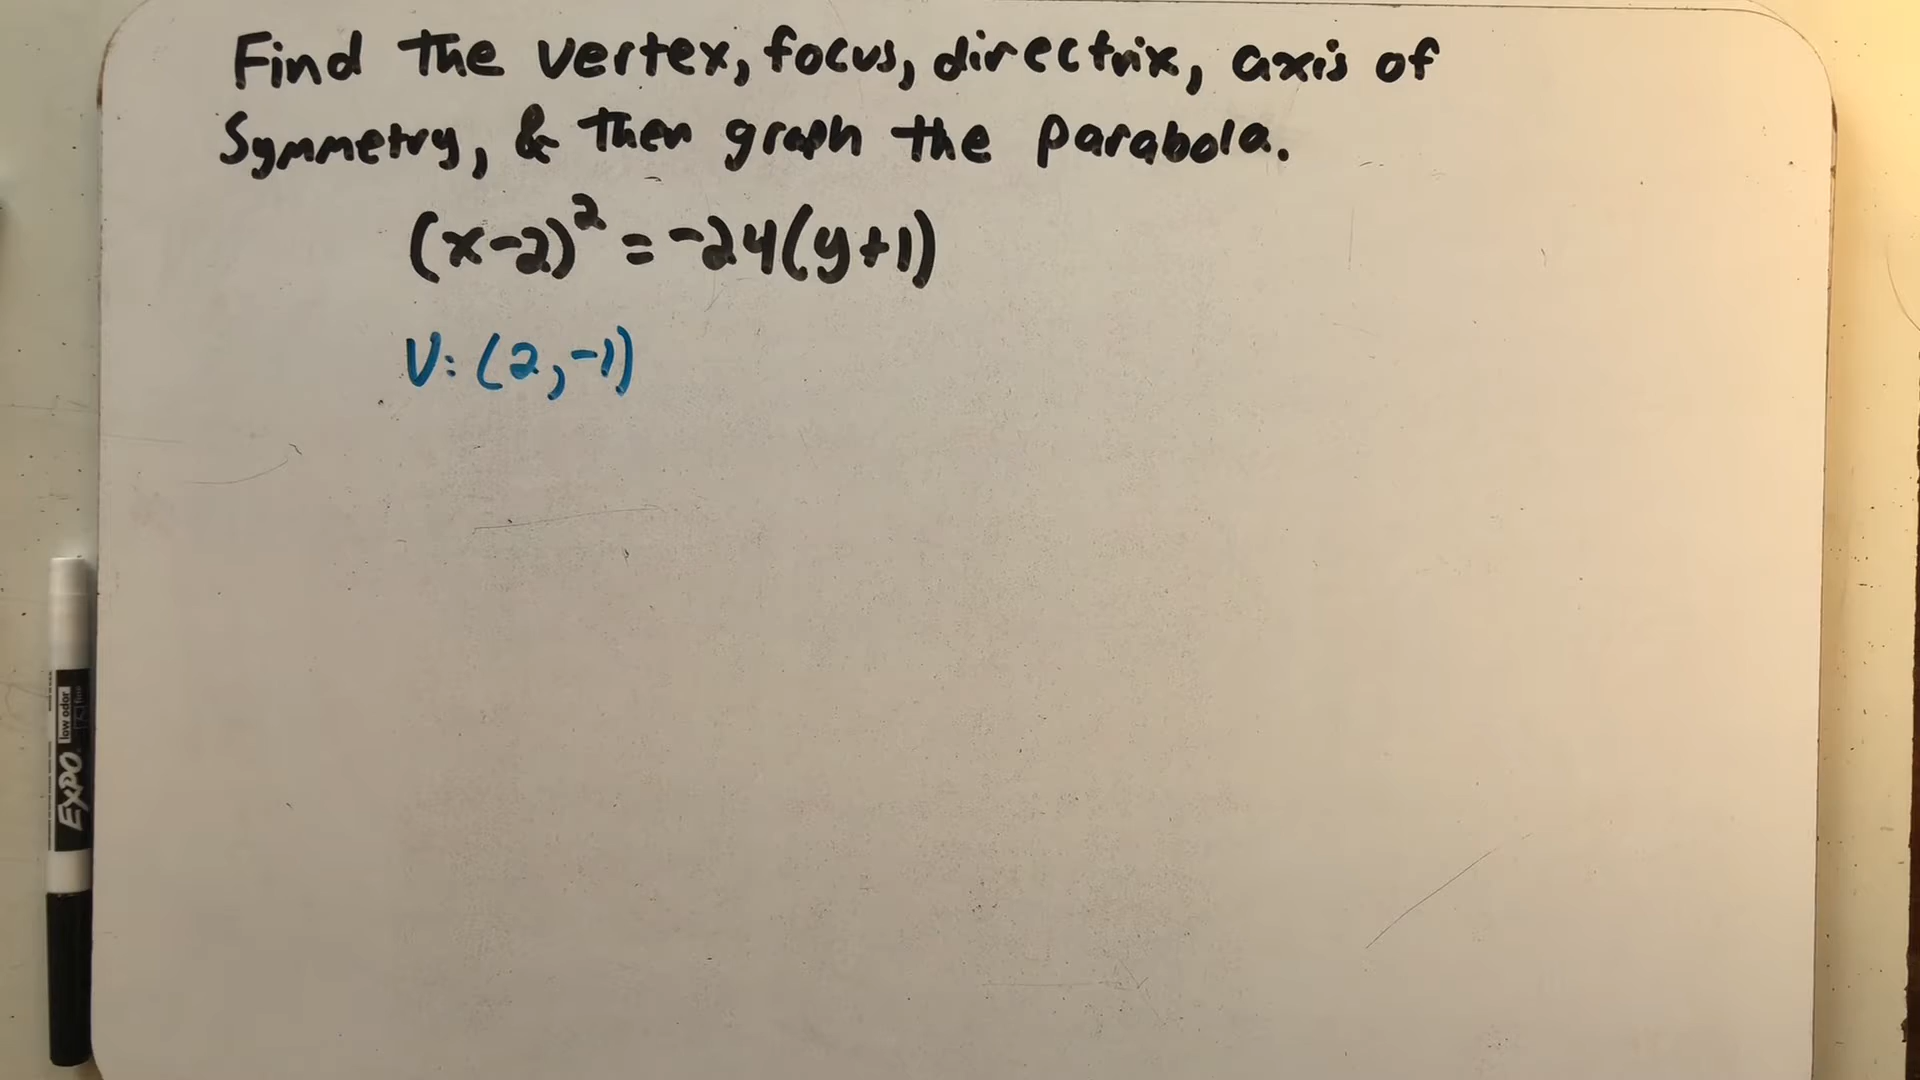 Find the vertex, focus, directrix, axis of
Symmetry, & then graph the parabola.
(x-2)² = -24(y+1)
V: (2,-1)
EXPO
low odor